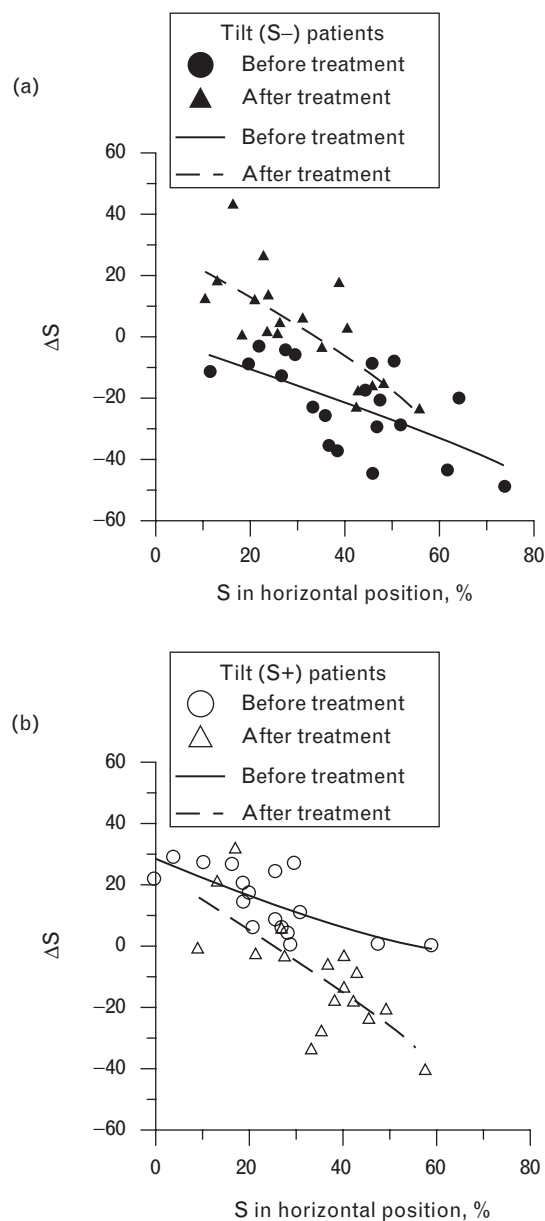 (a)
Tilt (S–) patients
Before treatment
After treatment
Before treatment
After treatment
60
40
20
0
−20
−40
−60
ΔS
0 20 40 60 80
S in horizontal position, %
(b)
Tilt (S+) patients
Before treatment
After treatment
Before treatment
After treatment
60
40
20
0
−20
−40
−60
ΔS
0 20 40 60 80
S in horizontal position, %